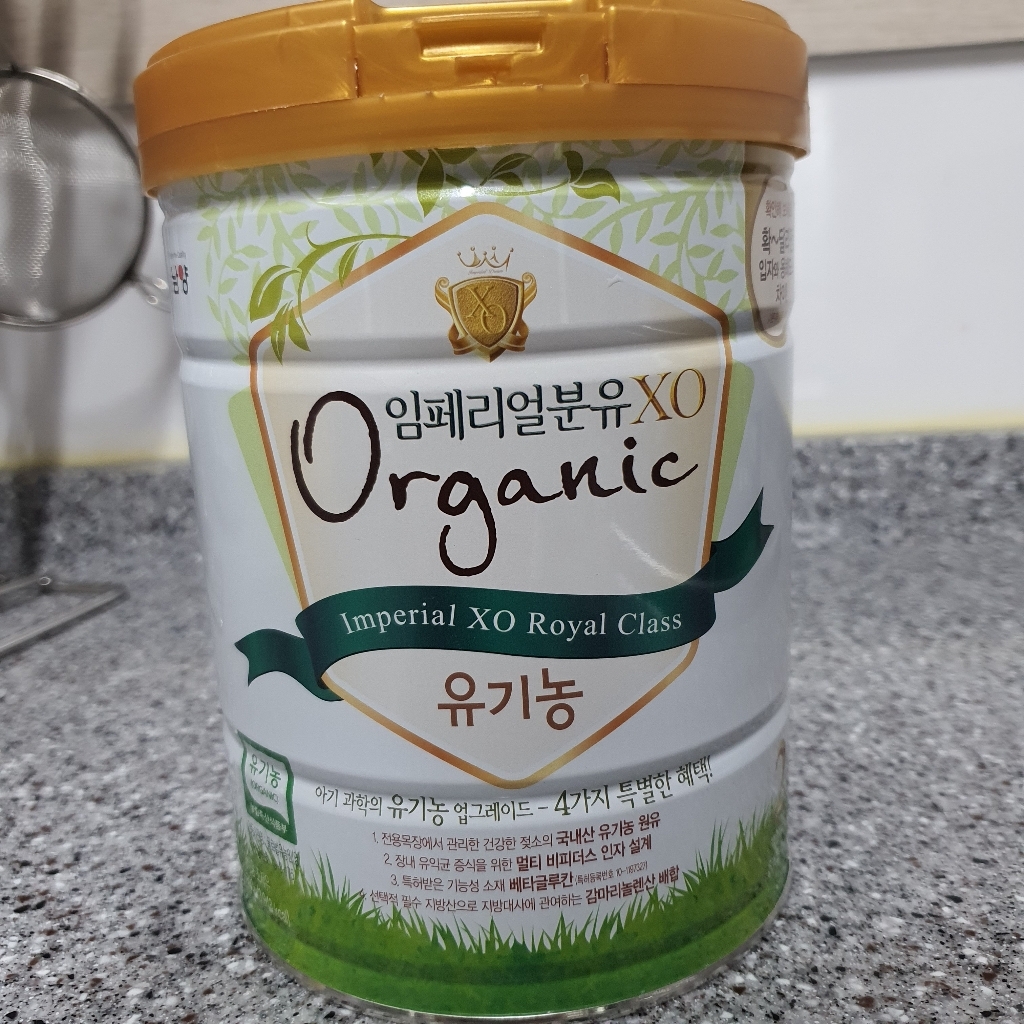 남양
XO
임페리얼분유XO
Organic
Imperial XO Royal Class
유기농
유기농
(ORGANIC)
아기 과학의 유기농 업그레이드 - 4가지 특별한 혜택!
1. 전용목장에서 관리한 건강한 젖소의 국내산 유기농 원유
2. 장내 유익균 증식을 위한 멀티 비피더스 인자 설계
3. 특허받은 기능성 소재 베타글루칸
선택적 필수 지방산으로 지방대사에 관여하는 감마리놀렌산 배합